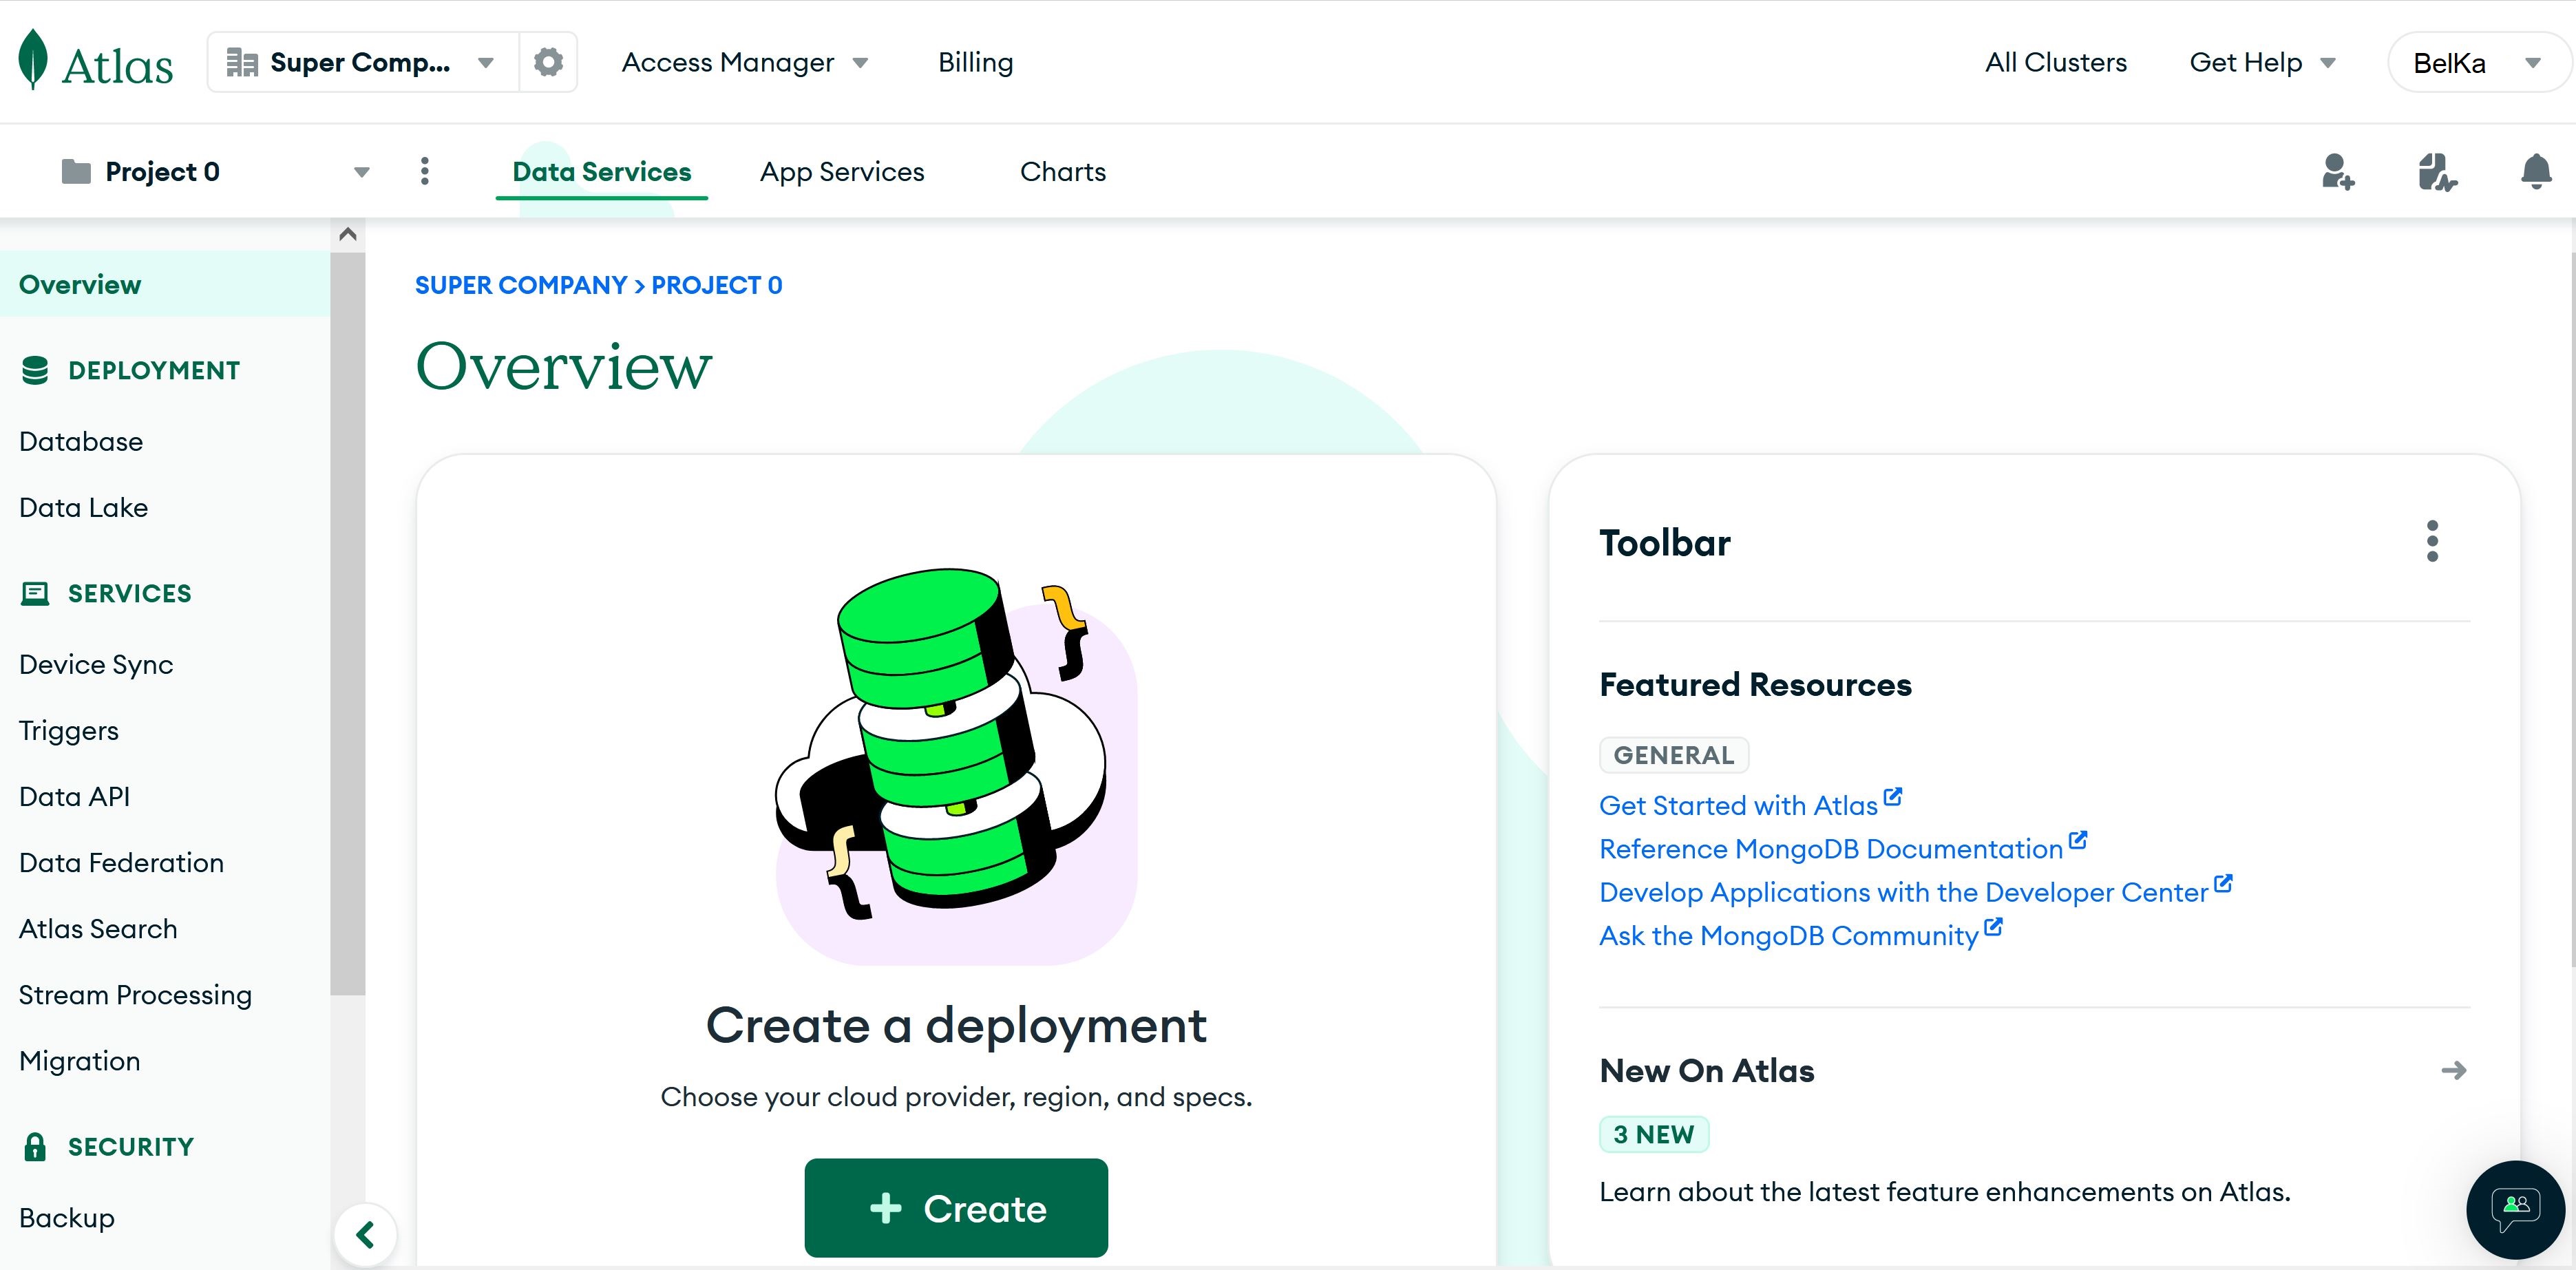 Atlas
Super Comp...
Access Manager
Billing
All Clusters
Get Help
BelKa
Project 0
Data Services
App Services
Charts
Overview
DEPLOYMENT
Database
Data Lake
SERVICES
Device Sync
Triggers
Data API
Data Federation
Atlas Search
Stream Processing
Migration
SECURITY
Backup
SUPER COMPANY > PROJECT 0
Overview
Create a deployment
Choose your cloud provider, region, and specs.
+ Create
Toolbar
Featured Resources
GENERAL
Get Started with Atlas
Reference MongoDB Documentation
Develop Applications with the Developer Center
Ask the MongoDB Community
New On Atlas
3 NEW
Learn about the latest feature enhancements on Atlas.